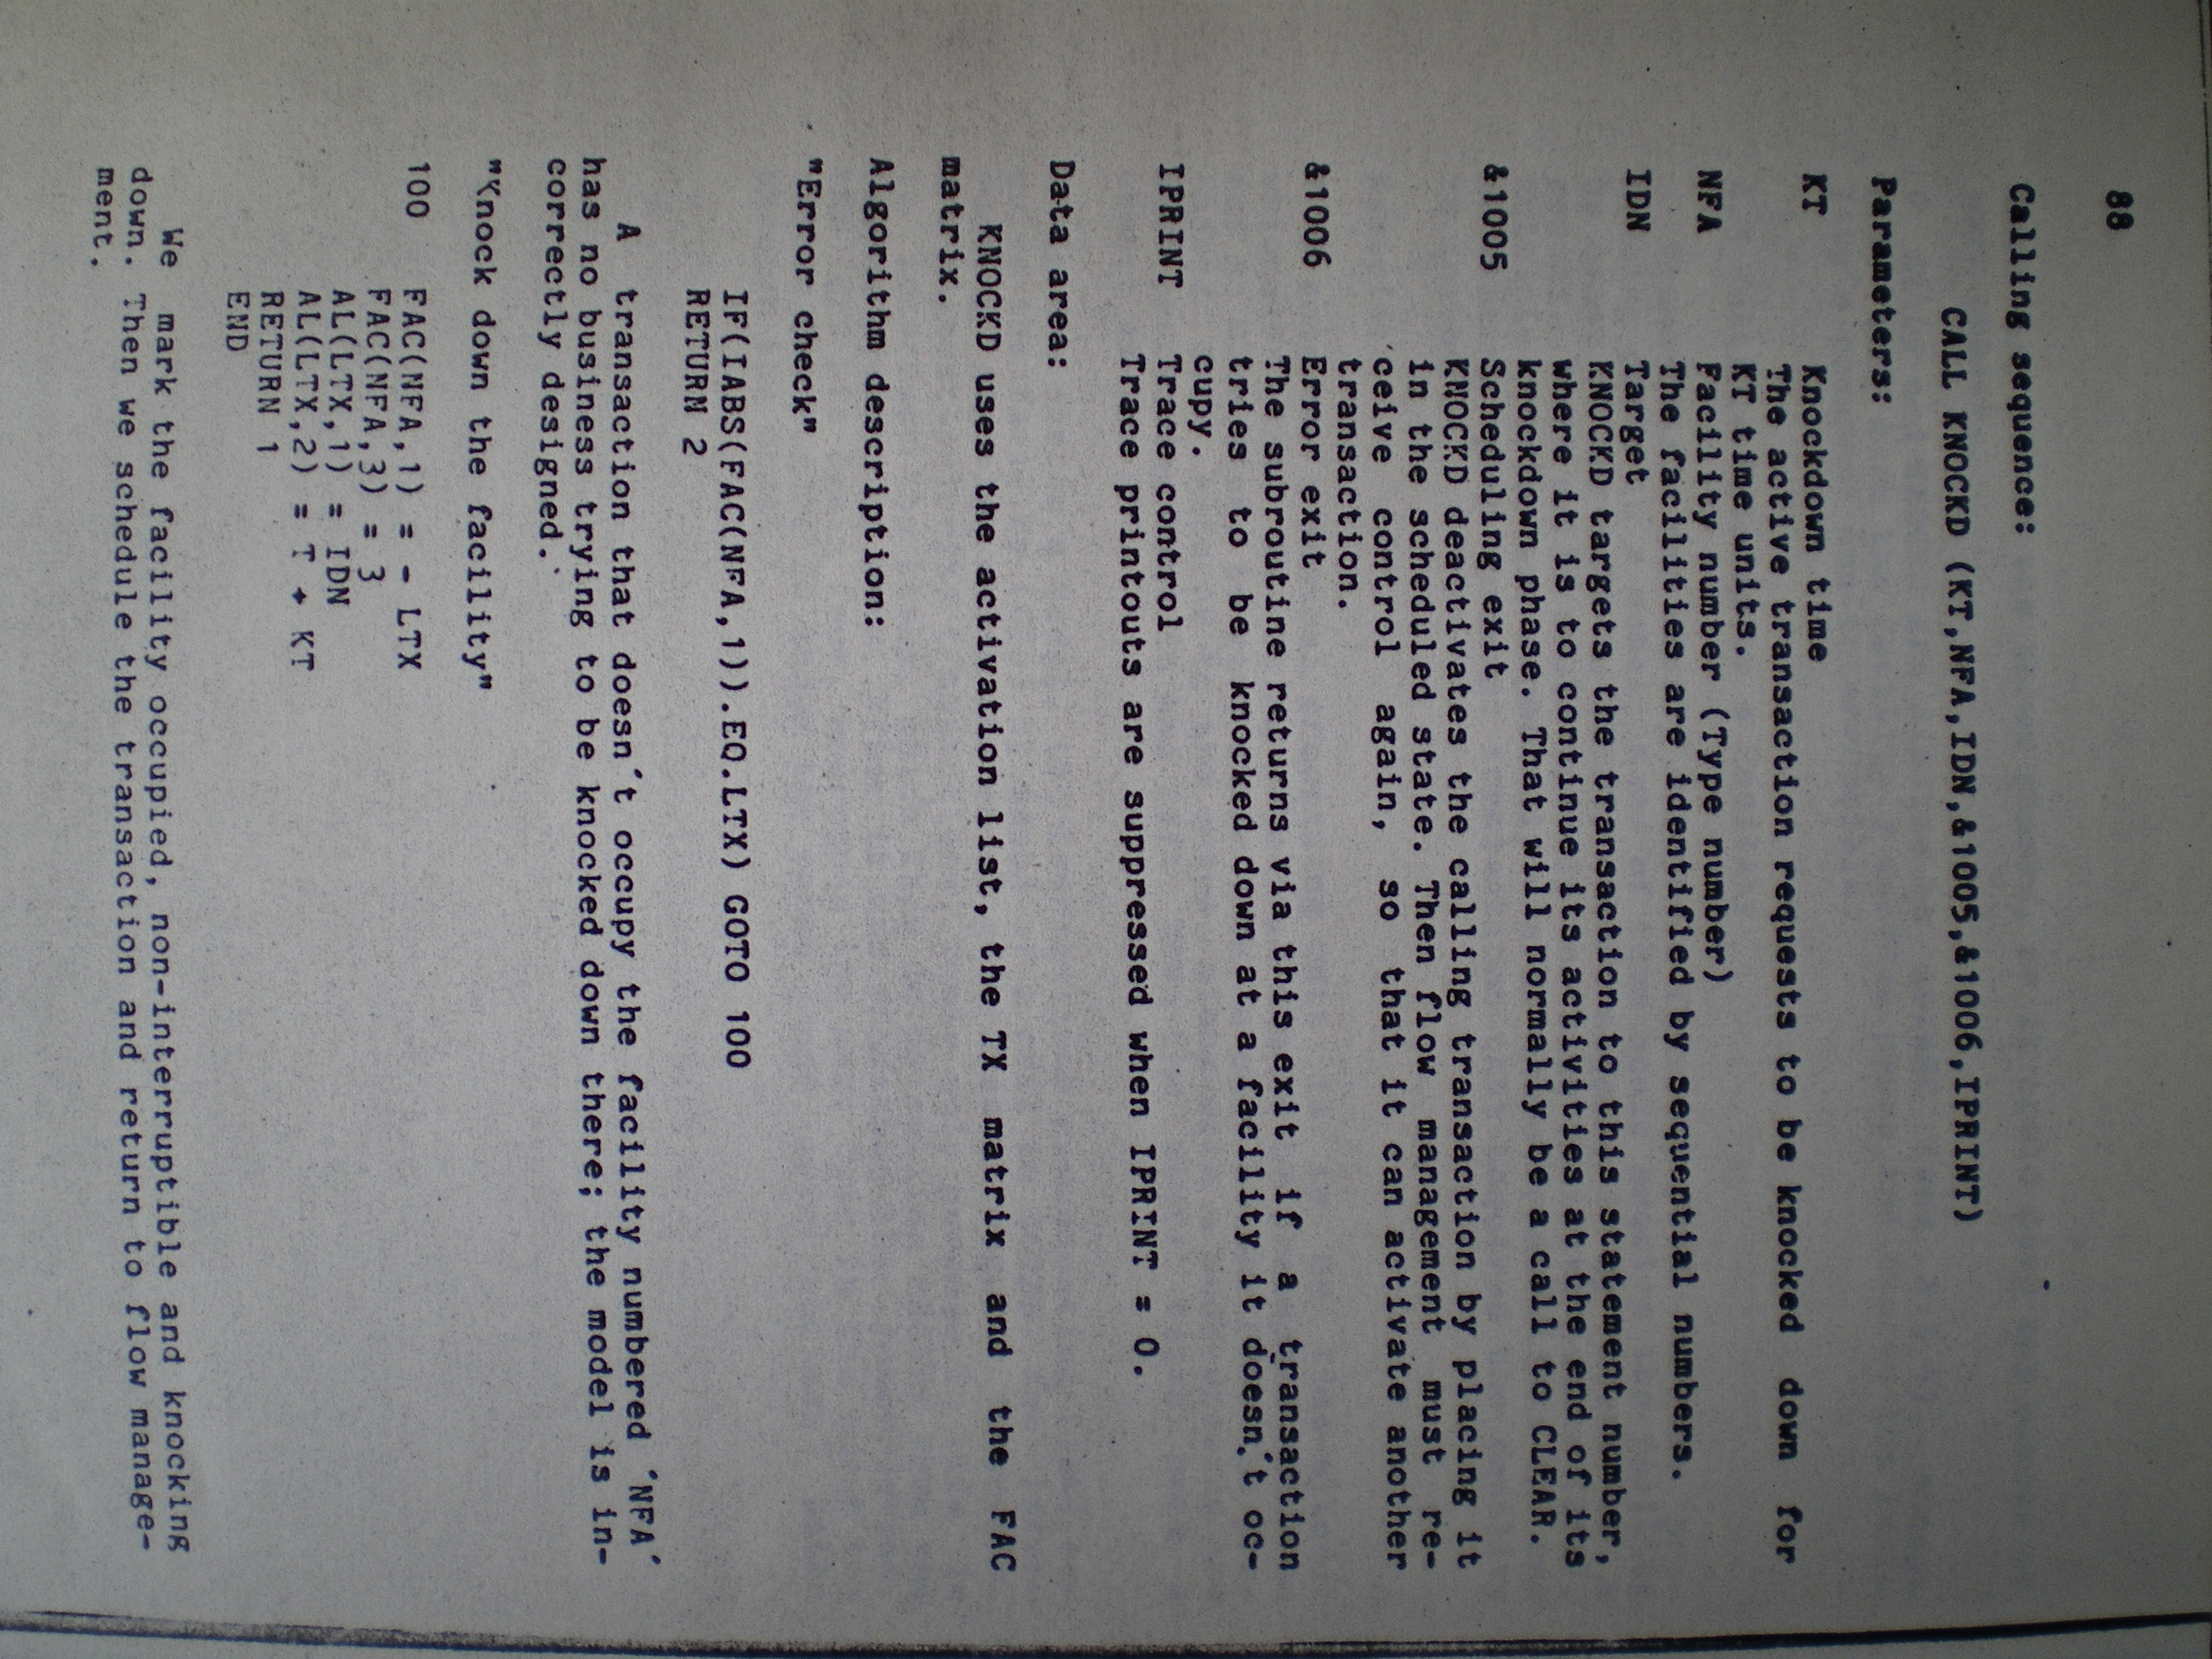 88
Calling sequence:
CALL KNOCKD (KT,NFA,IDN,&1005,&1006,IPRINT)
Parameters:
KT Knockdown time
The active transaction requests to be knocked down for
KT time units.
NFA Facility number (Type number)
The facilities are identified by sequential numbers.
IDN Target
KNOCKD targets the transaction to this statement number,
where it is to continue its activities at the end of its
knockdown phase. That will normally be a call to CLEAR.
&1005 Scheduling exit
KNOCKD deactivates the calling transaction by placing it
in the scheduled state. Then flow management must re-
ceive control again, so that it can activate another
transaction.
&1006 Error exit
The subroutine returns via this exit if a transaction
tries to be knocked down at a facility it doesn't oc-
cupy.
IPRINT Trace control
Trace printouts are suppressed when IPRINT = 0.
Data area:
KNOCKD uses the activation list, the TX matrix and the FAC
matrix.
Algorithm description:
"Error check"
IF(IABS(FAC(NFA,1)).EQ.LTX) GOTO 100
RETURN 2
A transaction that doesn't occupy the facility numbered 'NFA'
has no business trying to be knocked down there; the model is in-
correctly designed.
"Knock down the facility"
100 FAC(NFA,1) = - LTX
FAC(NFA,3) = 3
AL(LTX,1) = IDN
AL(LTX,2) = T + KT
RETURN 1
END
We mark the facility occupied, non-interruptible and knocking
down. Then we schedule the transaction and return to flow manage-
ment.